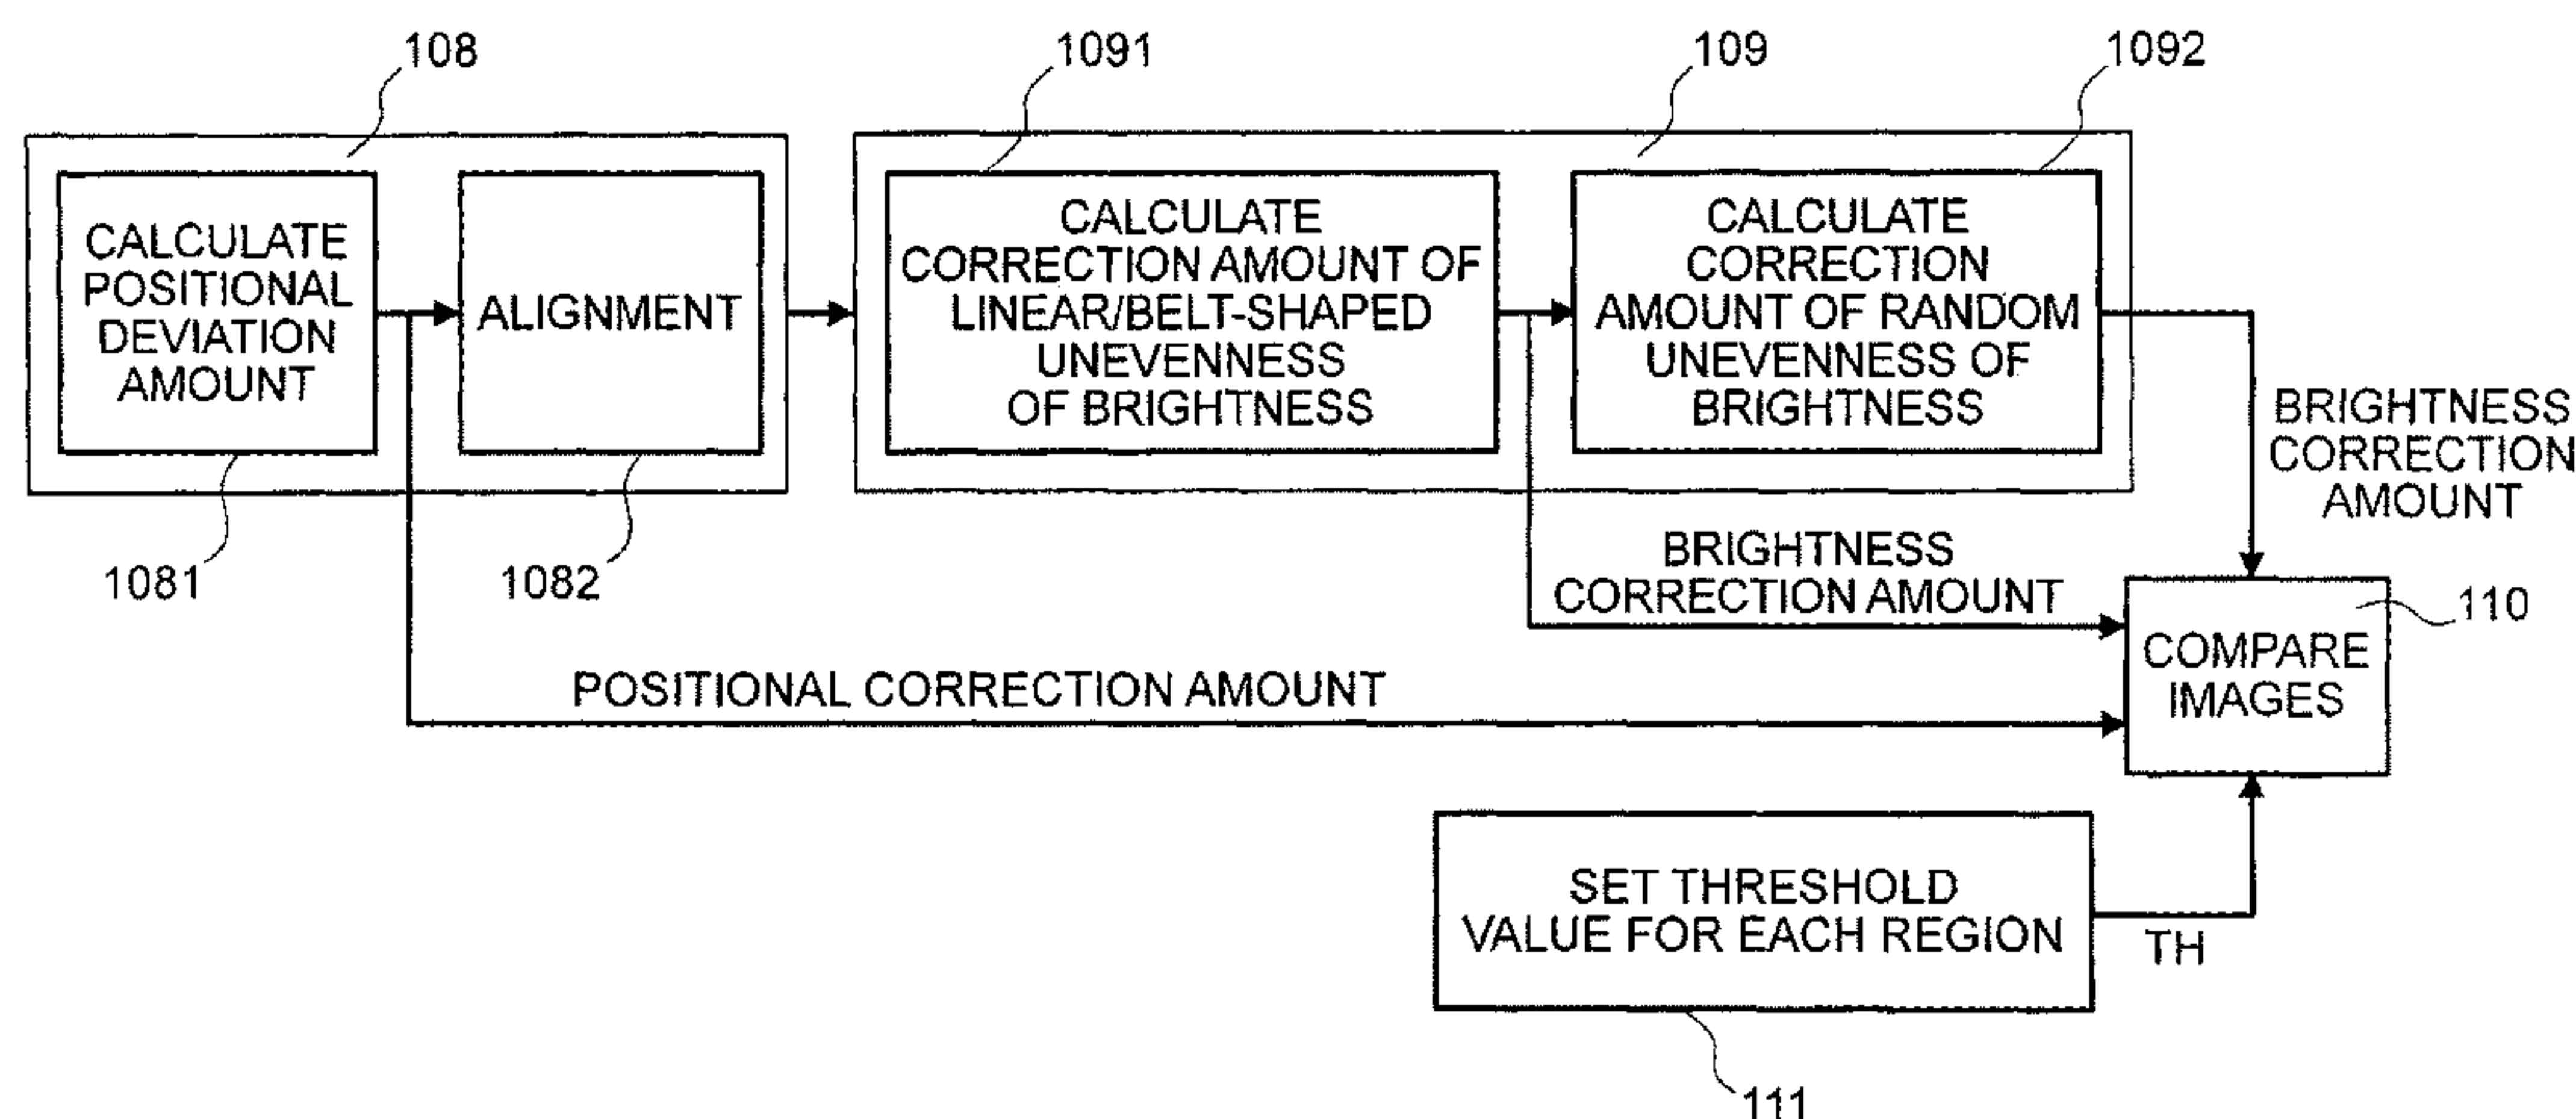 108
1091
109
1092
CALCULATE
POSITIONAL
DEVIATION
AMOUNT
ALIGNMENT
CALCULATE
CORRECTION AMOUNT OF
LINEAR/BELT-SHAPED
UNEVENNESS
OF BRIGHTNESS
CALCULATE
CORRECTION
AMOUNT OF RANDOM
UNEVENNESS OF
BRIGHTNESS
BRIGHTNESS
CORRECTION
AMOUNT
1081
1082
BRIGHTNESS
CORRECTION AMOUNT
110
COMPARE
IMAGES
POSITIONAL CORRECTION AMOUNT
SET THRESHOLD
VALUE FOR EACH REGION
TH
111